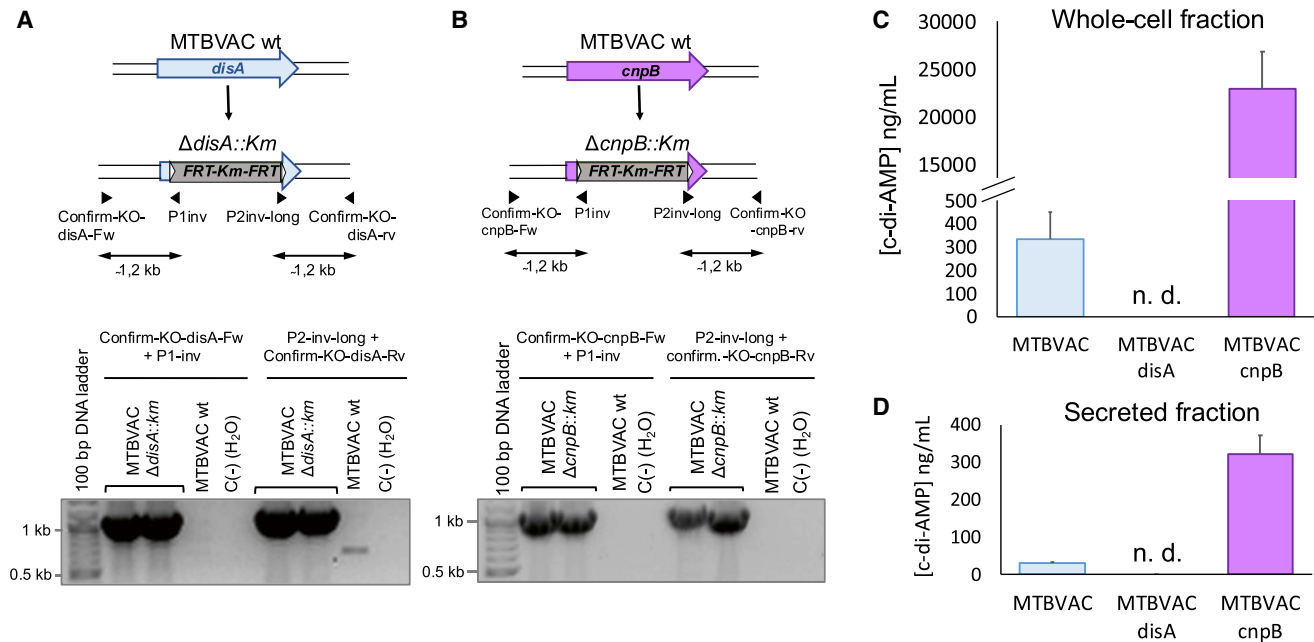 A
MTBVAC wt
disA
ΔdisA::Km
FRT-Km-FRT
Confirm-KO-
disA-Fw
P1inv
P2inv-long
Confirm-KO-
disA-rv
~1,2 kb
~1,2 kb
Confirm-KO-disA-Fw
+ P1-inv
P2-inv-long +
Confirm-KO-disA-Rv
100 bp DNA ladder
MTBVAC
ΔdisA::km
MTBVAC wt
C(-) (H₂O)
MTBVAC
ΔdisA::km
MTBVAC wt
C(-) (H₂O)
1 kb
0.5 kb
B
MTBVAC wt
cnpB
ΔcnpB::Km
FRT-Km-FRT
Confirm-KO-
cnpB-Fw
P1inv
P2inv-long
Confirm-KO
-cnpB-rv
~1,2 kb
~1,2 kb
Confirm-KO-cnpB-Fw
+ P1-inv
P2-inv-long +
confirm.-KO-cnpB-Rv
100 bp DNA ladder
MTBVAC
ΔcnpB::km
MTBVAC wt
C(-) (H₂O)
MTBVAC
ΔcnpB::km
MTBVAC wt
C(-) (H₂O)
1 kb
0.5 kb
C
Whole-cell fraction
[c-di-AMP] ng/mL
30000
25000
20000
15000
500
400
300
200
100
0
n. d.
MTBVAC
MTBVAC
disA
MTBVAC
cnpB
D
Secreted fraction
[c-di-AMP] ng/mL
400
300
200
100
0
n. d.
MTBVAC
MTBVAC
disA
MTBVAC
cnpB